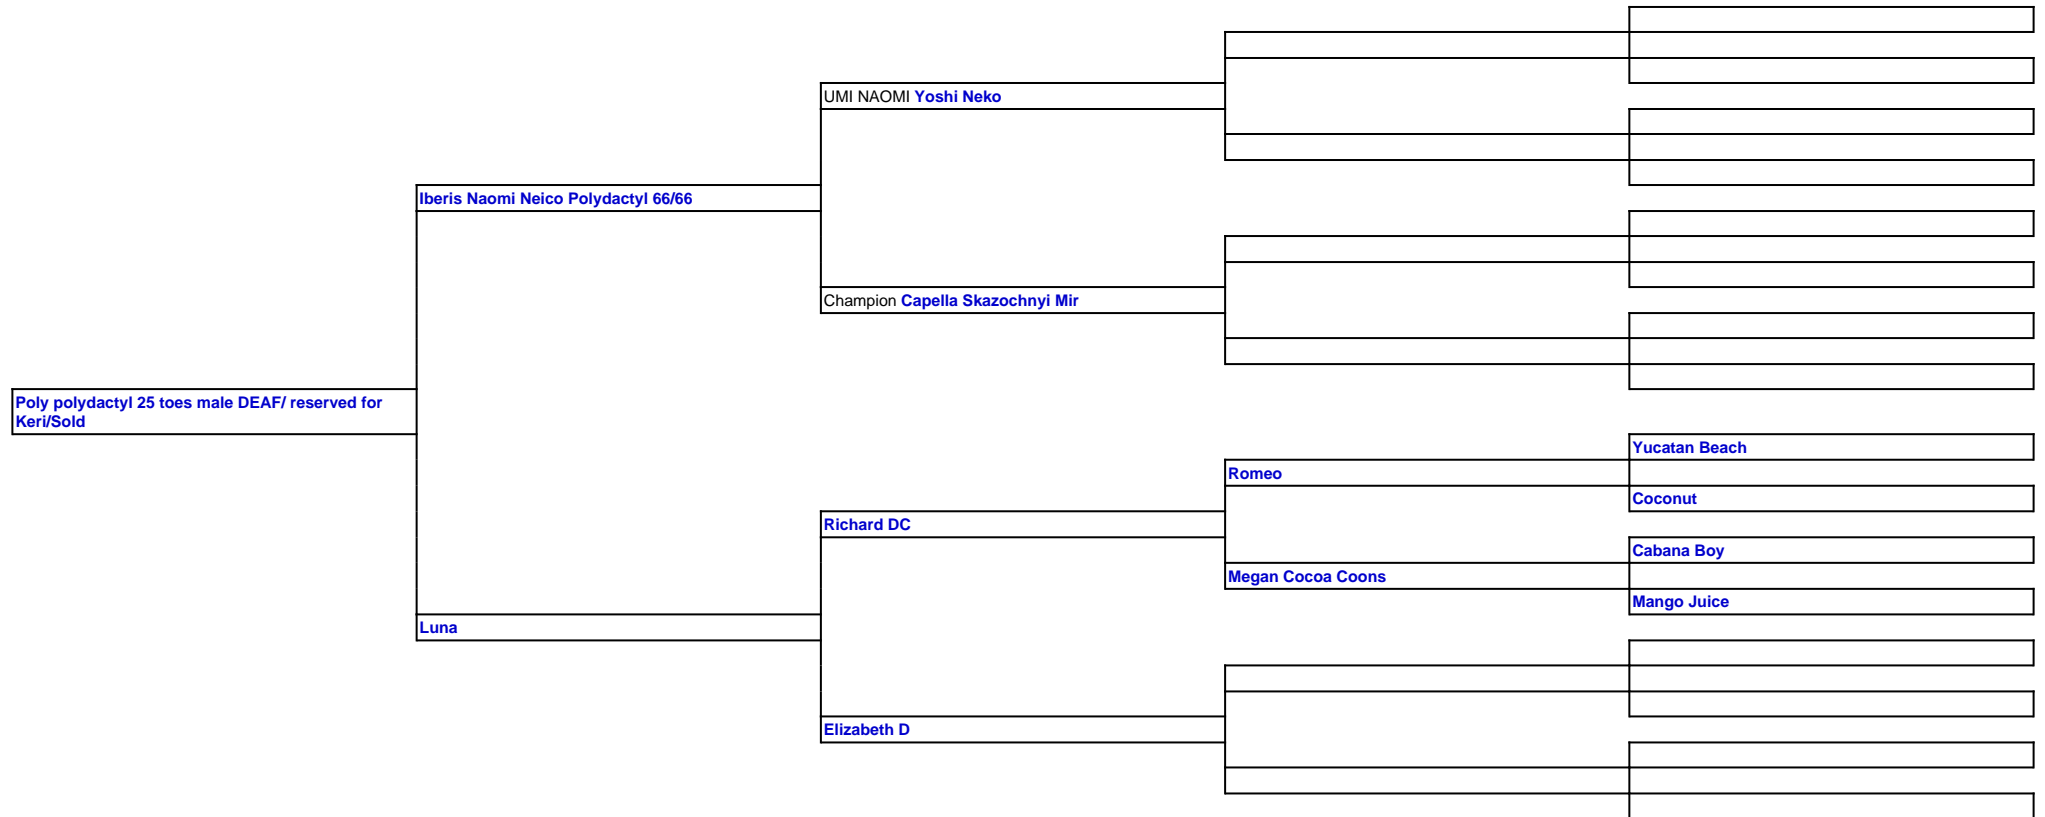 UMI NAOMI Yoshi Neko
Iberis Naomi Neico Polydactyl 66/66
Champion Capella Skazochnyi Mir
Poly polydactyl 25 toes male DEAF/ reserved for
Keri/Sold
Yucatan Beach
Romeo
Coconut
Richard DC
Cabana Boy
Megan Cocoa Coons
Mango Juice
Luna
Elizabeth D